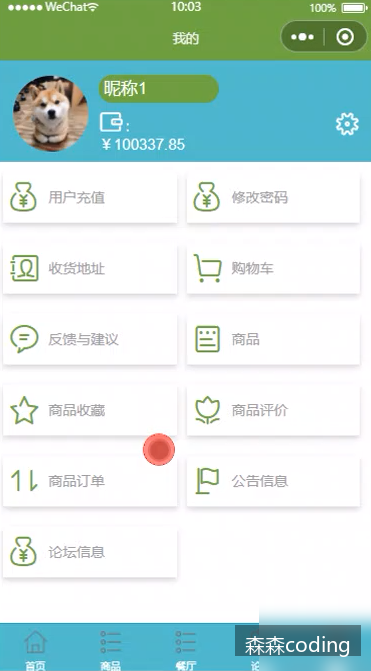 WeChat 10:03 100%
我的
昵称1
:
￥100337.85
用户充值 修改密码
收货地址 购物车
反馈与建议 商品
商品收藏 商品评价
商品订单 公告信息
论坛信息
森森coding
首页 商品 餐厅